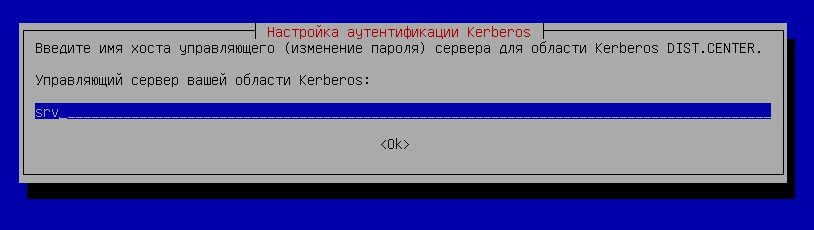 Настройка аутентификации Kerberos
Введите имя хоста управляющего (изменение пароля) сервера для области Kerberos DIST.CENTER.
Управляющий сервер вашей области Kerberos:
srv
<Ok>